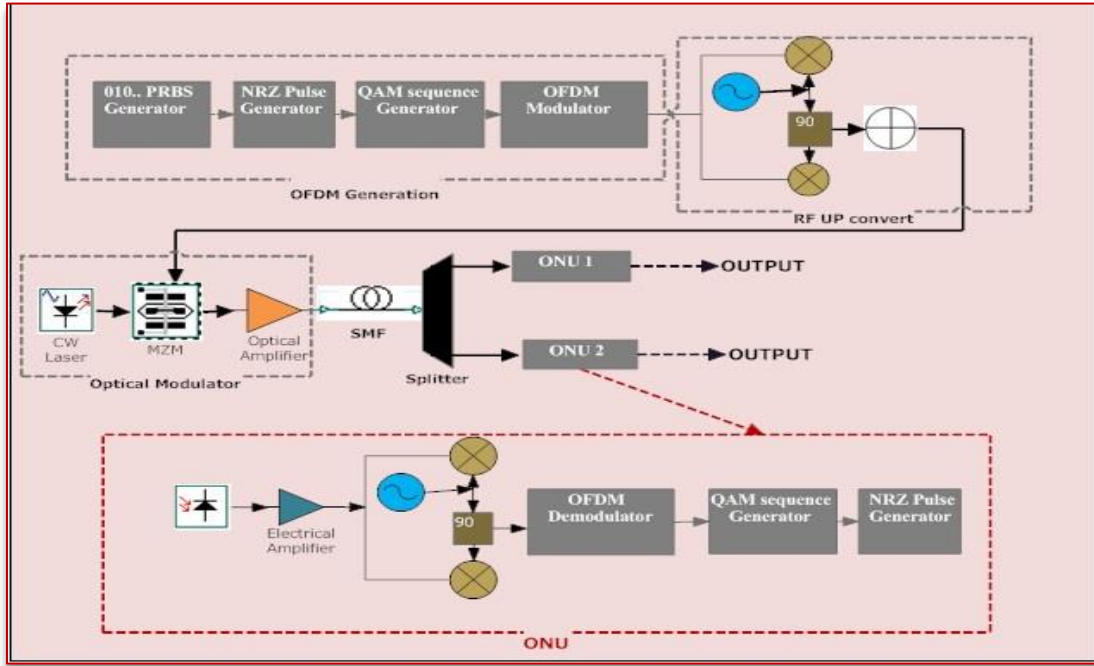 010.. PRBS
Generator
NRZ Pulse
Generator
QAM sequence
Generator
OFDM
Modulator
90
OFDM Generation
RF UP convert
CW
Laser
MZM
Optical
Amplifier
Optical Modulator
SMF
Splitter
ONU 1
OUTPUT
ONU 2
OUTPUT
Electrical
Amplifier
90
OFDM
Demodulator
QAM sequence
Generator
NRZ Pulse
Generator
ONU